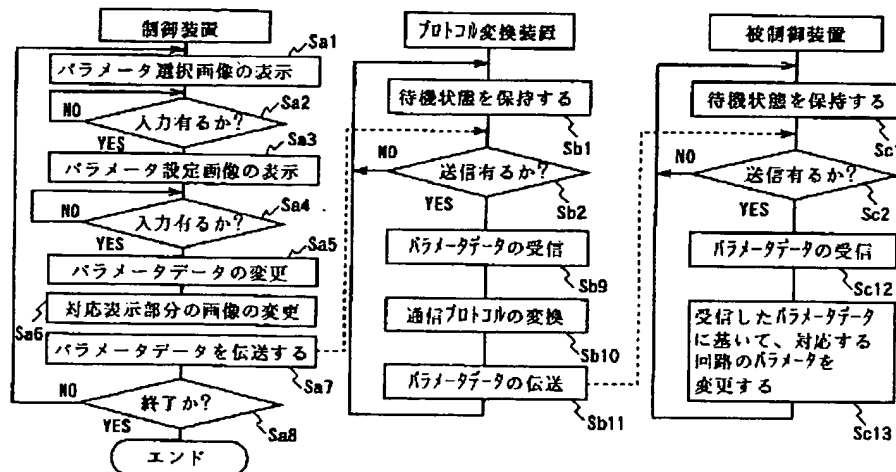 制御装置
Sa1
パラメータ選択画像の表示
Sa2
NO
入力有るか?
YES
Sa3
パラメータ設定画像の表示
Sa4
NO
入力有るか?
YES
Sa5
パラメータデータの変更
対応表示部分の画像の変更
Sa6
パラメータデータを伝送する
Sa7
NO
終了か?
YES
Sa8
エンド
プロトコル変換装置
待機状態を保持する
Sb1
NO
送信有るか?
YES
Sb2
パラメータデータの受信
Sb9
通信プロトコルの変換
Sb10
パラメータデータの伝送
Sb11
被制御装置
待機状態を保持する
Sc1
NO
送信有るか?
YES
Sc2
パラメータデータの受信
Sc12
受信したパラメータデータ
に基いて、対応する
回路のパラメータを
変更する
Sc13